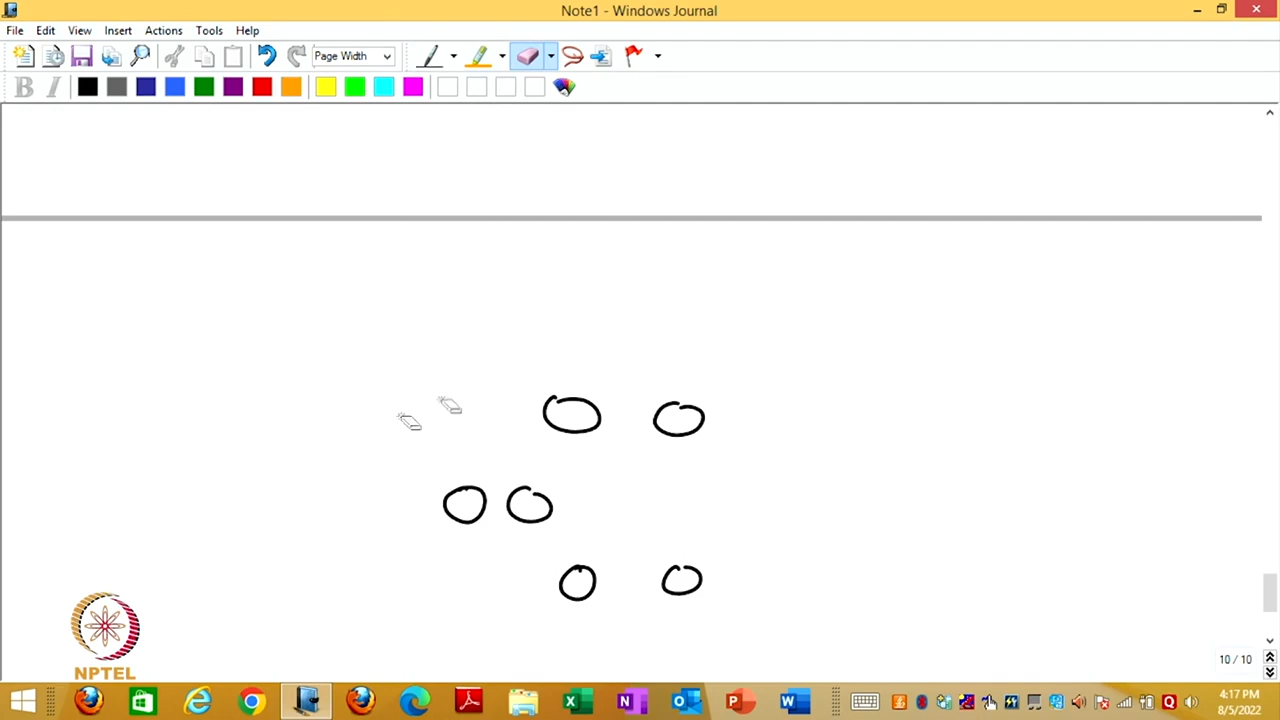 Note1 - Windows Journal
File Edit View Insert Actions Tools Help
Page Width
B I
10 / 10
NPTEL
4:17 PM
8/5/2022